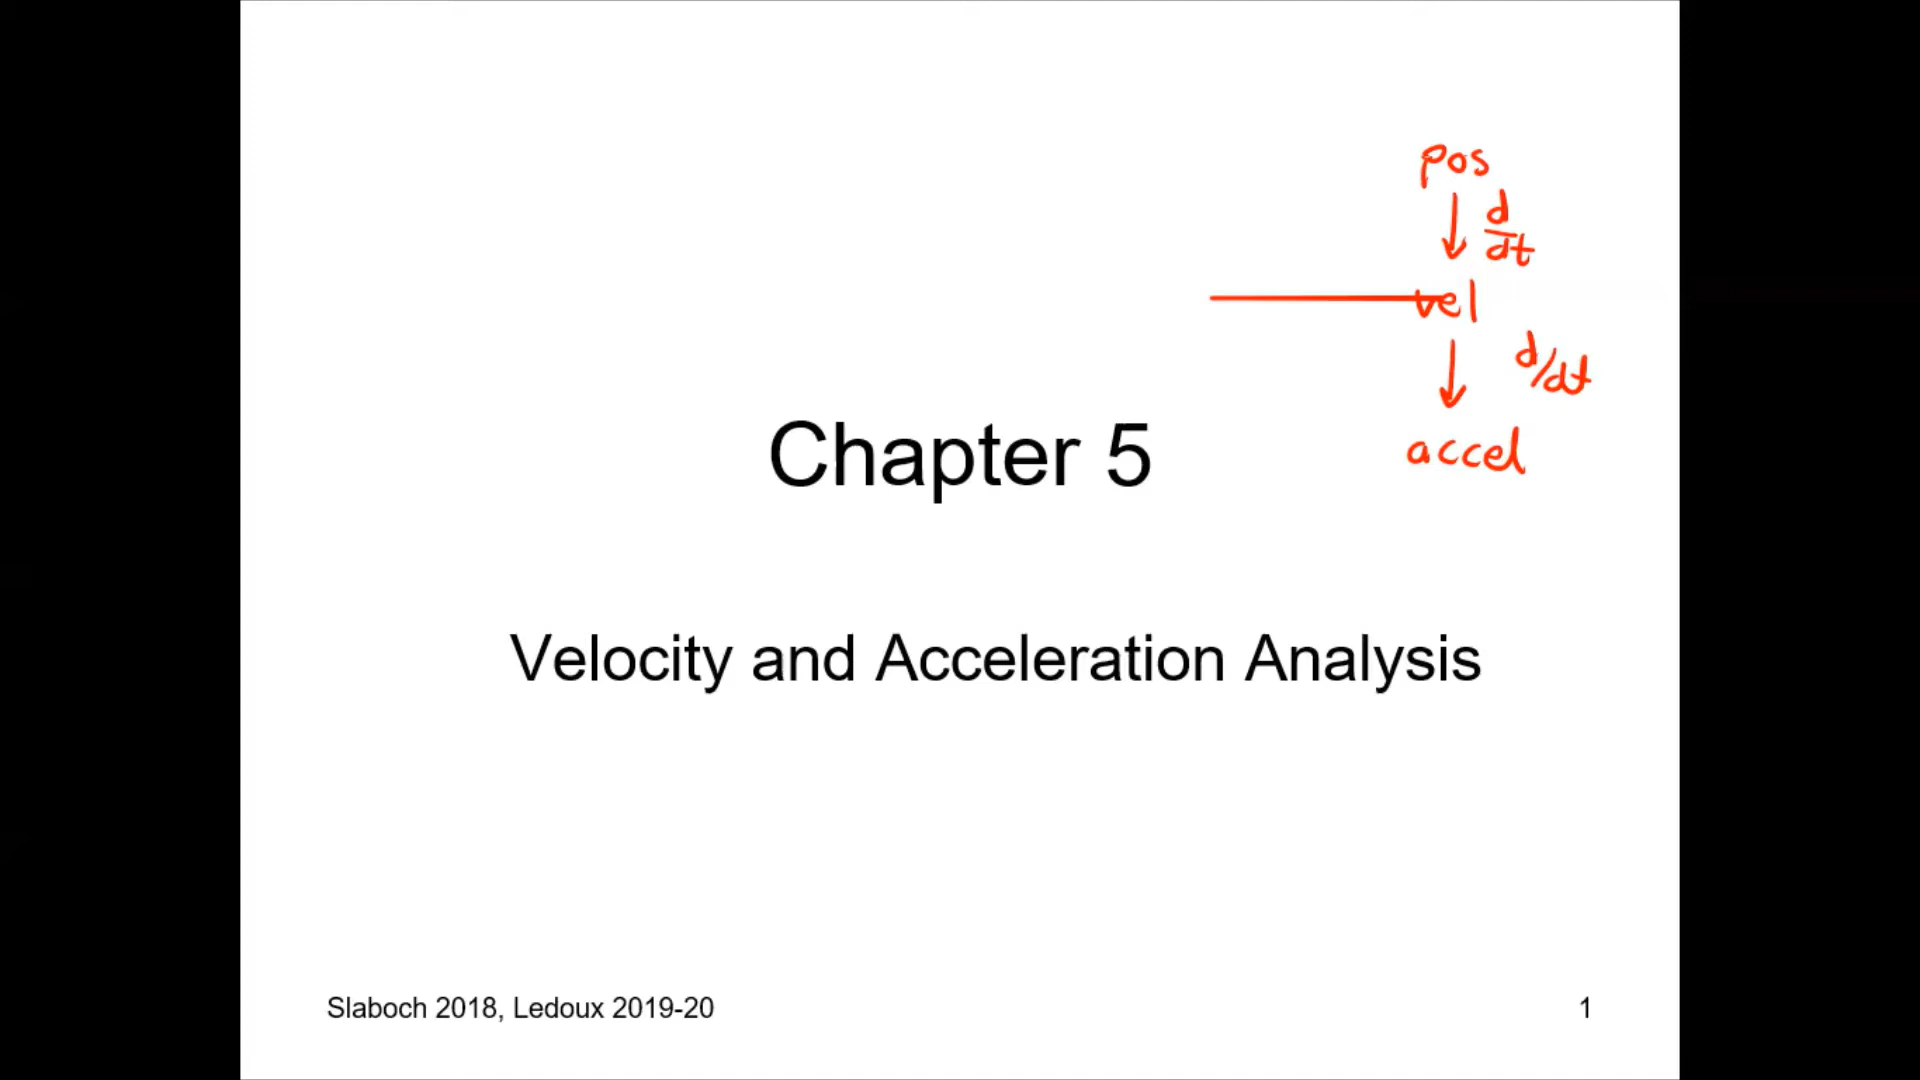 pos
d
dt
vel
d/dt
accel
Chapter 5
Velocity and Acceleration Analysis
Slaboch 2018, Ledoux 2019-20
1